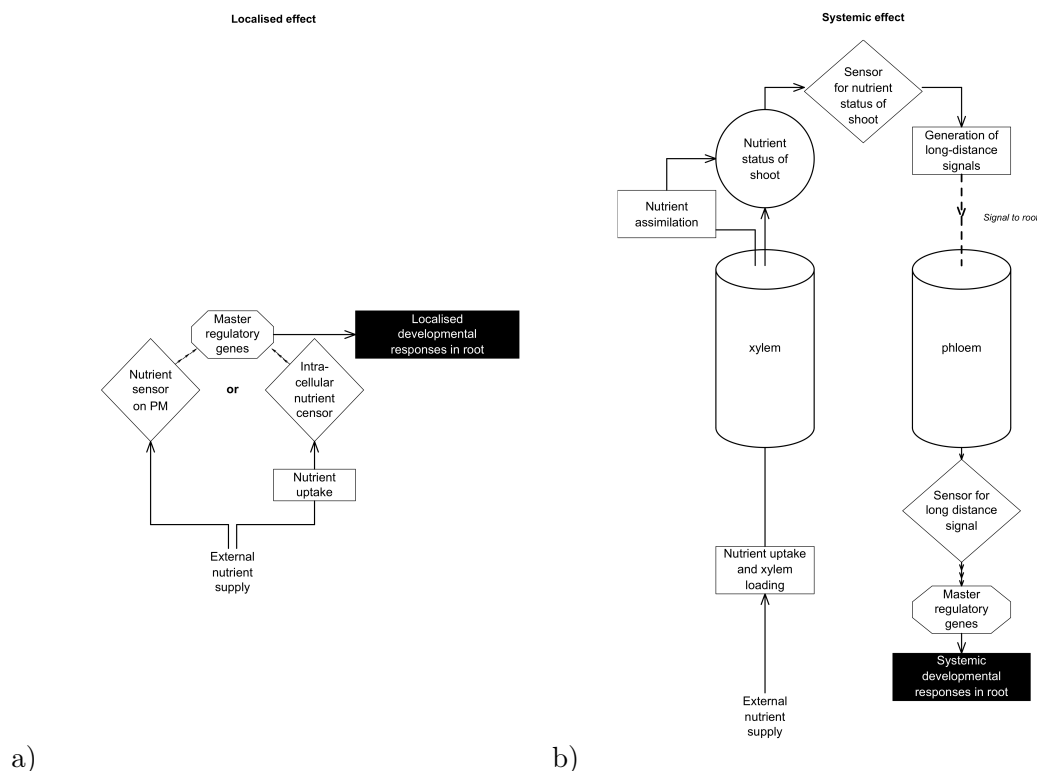 Localised effect
Master
regulatory
genes
Localised
developmental
responses in root
Nutrient
sensor
on PM
or
Intra-
cellular
nutrient
censor
Nutrient
uptake
External
nutrient
supply
a)
Systemic effect
Sensor
for nutrient
status of
shoot
Generation of
long-distance
signals
Nutrient
status of
shoot
Nutrient
assimilation
Signal to root
xylem
phloem
Sensor for
long distance
signal
Nutrient uptake
and xylem
loading
Master
regulatory
genes
Systemic
developmental
responses in root
External
nutrient
supply
b)